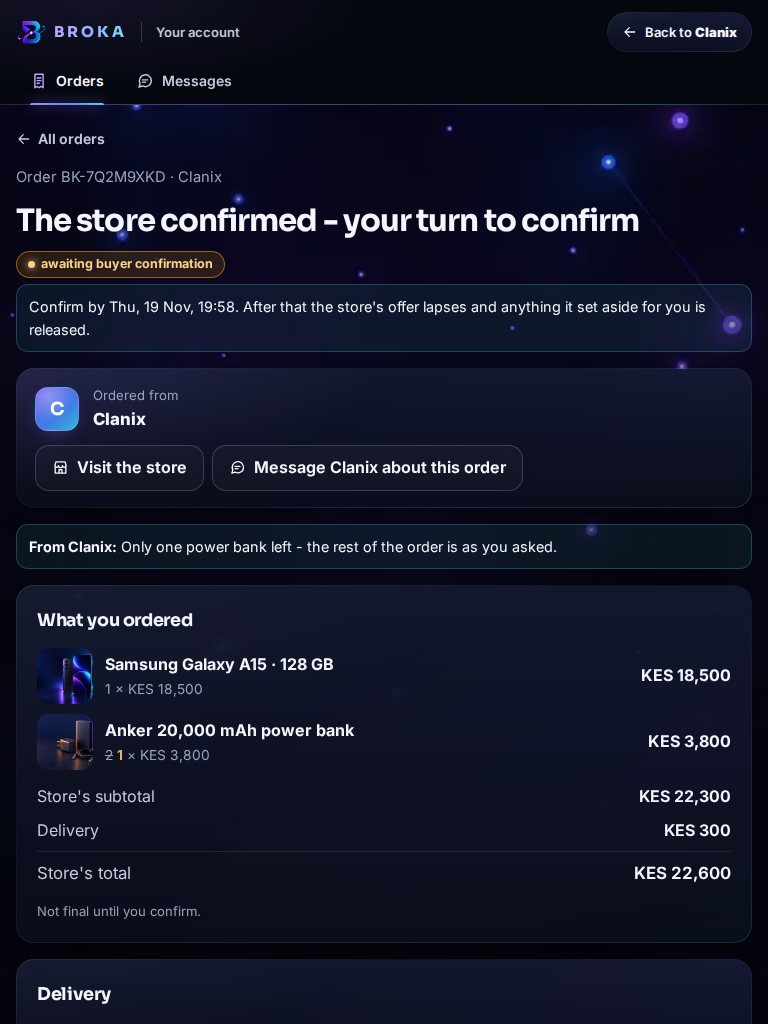 BROKA
Your account
Back to Clanix
Orders
Messages
All orders
Order BK-7Q2M9XKD · Clanix
The store confirmed - your turn to confirm
awaiting buyer confirmation
Confirm by Thu, 19 Nov, 19:58. After that the store's offer lapses and anything it set aside for you is
released.
C
Ordered from
Clanix
Visit the store
Message Clanix about this order
From Clanix: Only one power bank left - the rest of the order is as you asked.
What you ordered
Samsung Galaxy A15 · 128 GB
1 × KES 18,500
KES 18,500
Anker 20,000 mAh power bank
2 1 × KES 3,800
KES 3,800
Store's subtotal
KES 22,300
Delivery
KES 300
Store's total
KES 22,600
Not final until you confirm.
Delivery